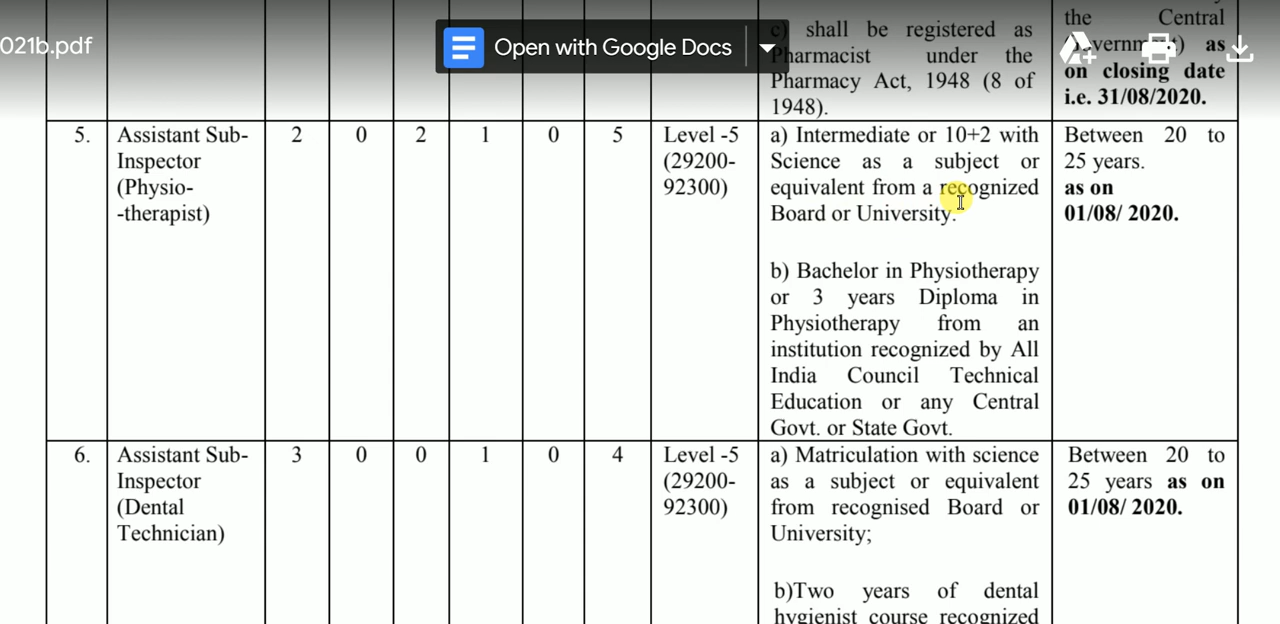 021b.pdf
Open with Google Docs
c) shall be registered as
Pharmacist under the
Pharmacy Act, 1948 (8 of
1948).
the Central
Government) as
on closing date
i.e. 31/08/2020.
5.
Assistant Sub-
Inspector
(Physio-
-therapist)
2
0
2
1
0
5
Level -5
(29200-
92300)
a) Intermediate or 10+2 with
Science as a subject or
equivalent from a recognized
Board or University.
b) Bachelor in Physiotherapy
or 3 years Diploma in
Physiotherapy from an
institution recognized by All
India Council Technical
Education or any Central
Govt. or State Govt.
Between 20 to
25 years.
as on
01/08/ 2020.
6.
Assistant Sub-
Inspector
(Dental
Technician)
3
0
0
1
0
4
Level -5
(29200-
92300)
a) Matriculation with science
as a subject or equivalent
from recognised Board or
University;
b)Two years of dental
hygienist course recognized
Between 20 to
25 years as on
01/08/ 2020.